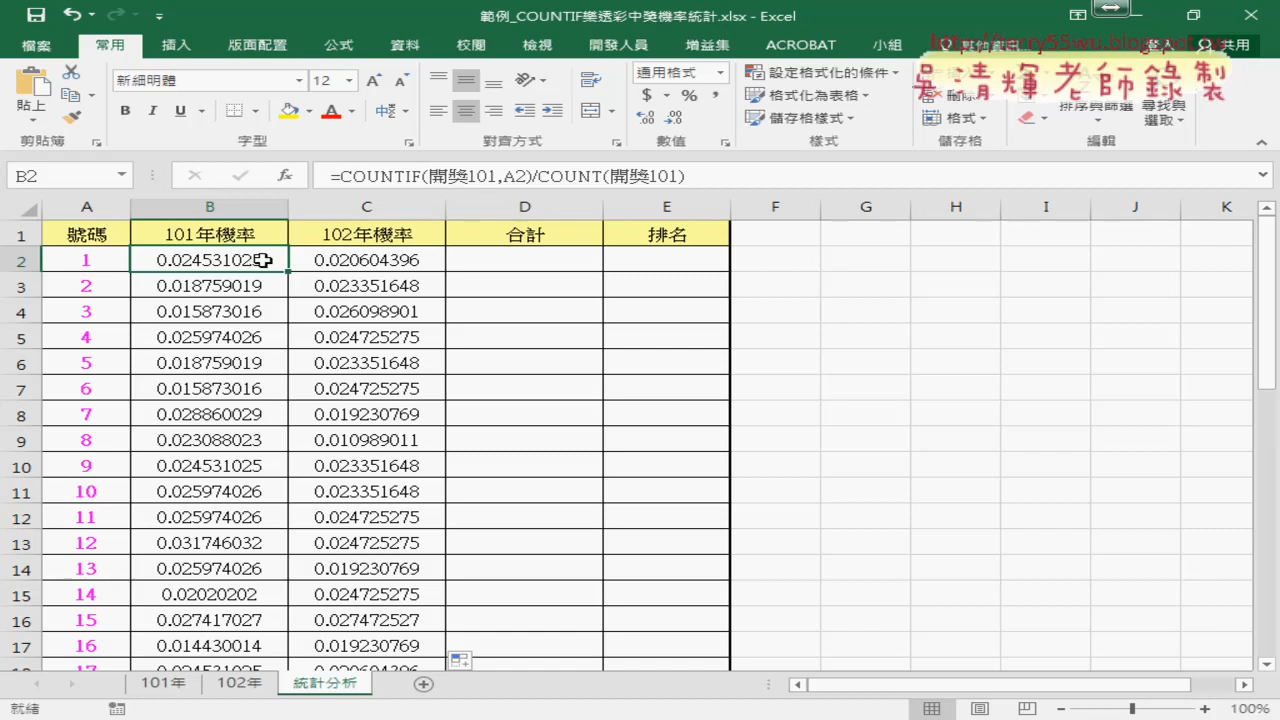 範例_COUNTIF樂透彩中獎機率統計.xlsx - Excel
http://terry55wu.blogspot.tw
檔案 常用 插入 版面配置 公式 資料 校閱 檢視 開發人員 增益集 ACROBAT 小組 共用
吳清輝老師錄製
貼上 新細明體 12 通用格式 設定格式化的條件 格式化為表格 儲存格樣式 刪除 格式 排序與篩選 尋找與選取
$ % ,
剪貼簿 字型 對齊方式 數值 樣式 儲存格 編輯
B2 fx =COUNTIF(開獎101,A2)/COUNT(開獎101)
A B C D E F G H I J K
1 號碼 101年機率 102年機率 合計 排名
2 1 0.024531025 0.020604396
3 2 0.018759019 0.023351648
4 3 0.015873016 0.026098901
5 4 0.025974026 0.024725275
6 5 0.018759019 0.023351648
7 6 0.015873016 0.024725275
8 7 0.028860029 0.019230769
9 8 0.023088023 0.010989011
10 9 0.024531025 0.023351648
11 10 0.025974026 0.023351648
12 11 0.025974026 0.024725275
13 12 0.031746032 0.024725275
14 13 0.025974026 0.019230769
15 14 0.02020202 0.024725275
16 15 0.027417027 0.027472527
17 16 0.014430014 0.019230769
101年 102年 統計分析
就緒 100%